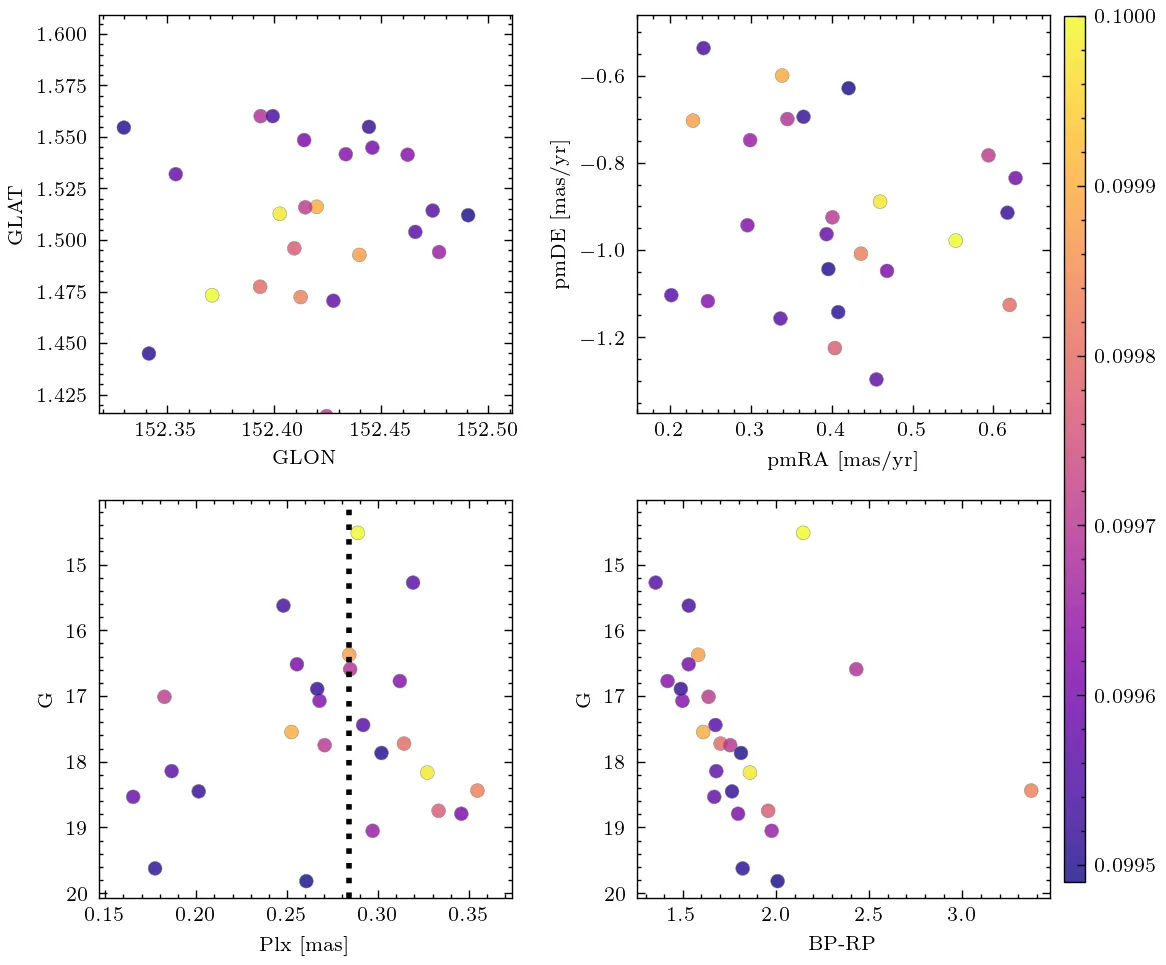 1.600
1.575
1.550
1.525
1.500
1.475
1.450
1.425
GLAT
152.35 152.40 152.45 152.50
GLON
−0.6
−0.8
−1.0
−1.2
pmDE [mas/yr]
0.2 0.3 0.4 0.5 0.6
pmRA [mas/yr]
0.1000
0.0999
0.0998
0.0997
0.0996
0.0995
15
16
17
18
19
20
G
0.15 0.20 0.25 0.30 0.35
Plx [mas]
15
16
17
18
19
20
G
1.5 2.0 2.5 3.0
BP-RP